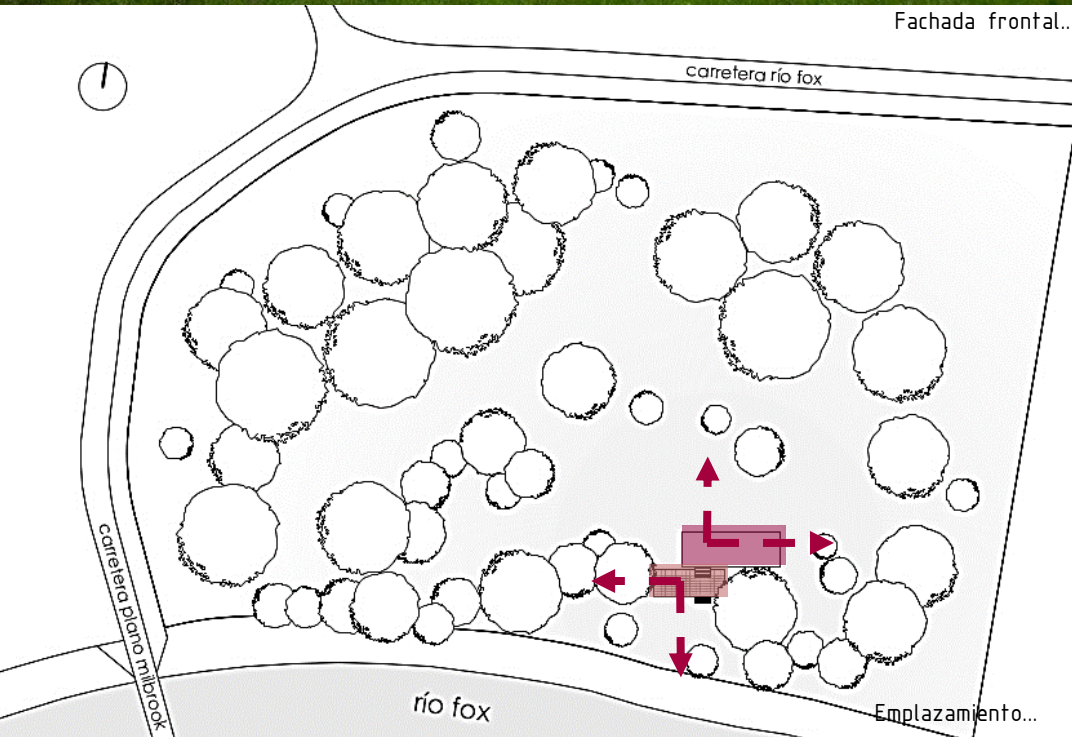 Fachada frontal..
carretera río fox
carretera plano milbrook
río fox
Emplazamiento...